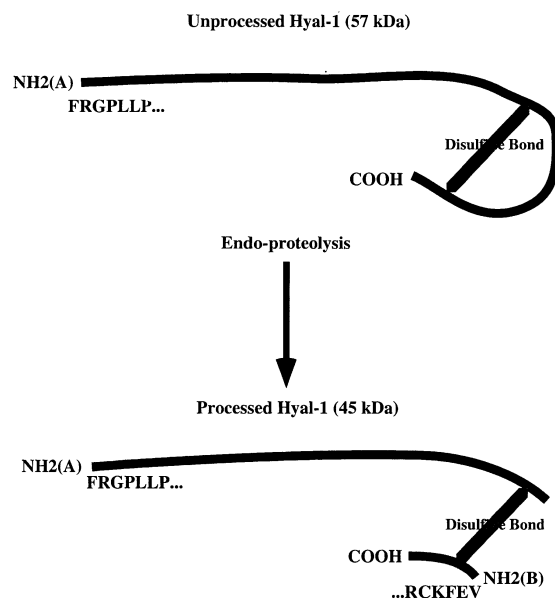 Unprocessed Hyal-1 (57 kDa)
NH2(A)
FRGPLLP...
Disulfide Bond
COOH
Endo-proteolysis
Processed Hyal-1 (45 kDa)
NH2(A)
FRGPLLP...
Disulfide Bond
COOH
NH2(B)
...RCKFEV